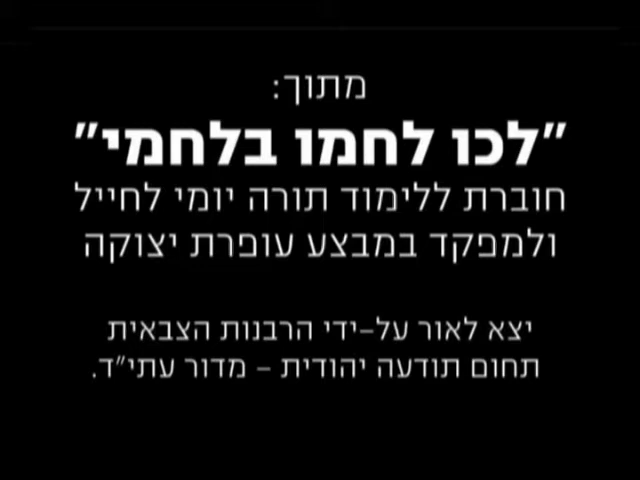 מתוך:
"לכו לחמו בלחמי"
חוברת ללימוד תורה יומי לחייל
ולמפקד במבצע עופרת יצוקה
יצא לאור על–ידי הרבנות הצבאית
תחום תודעה יהודית – מדור עתי"ד.